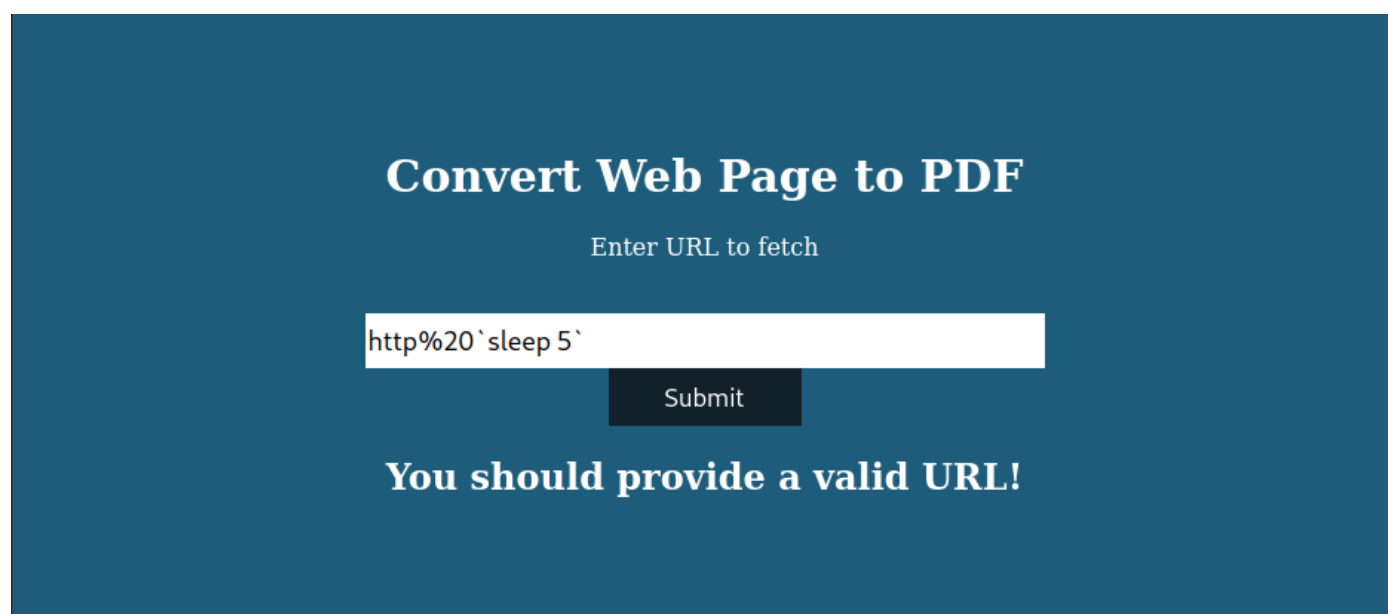 Convert Web Page to PDF
Enter URL to fetch
http%20`sleep 5`
Submit
You should provide a valid URL!